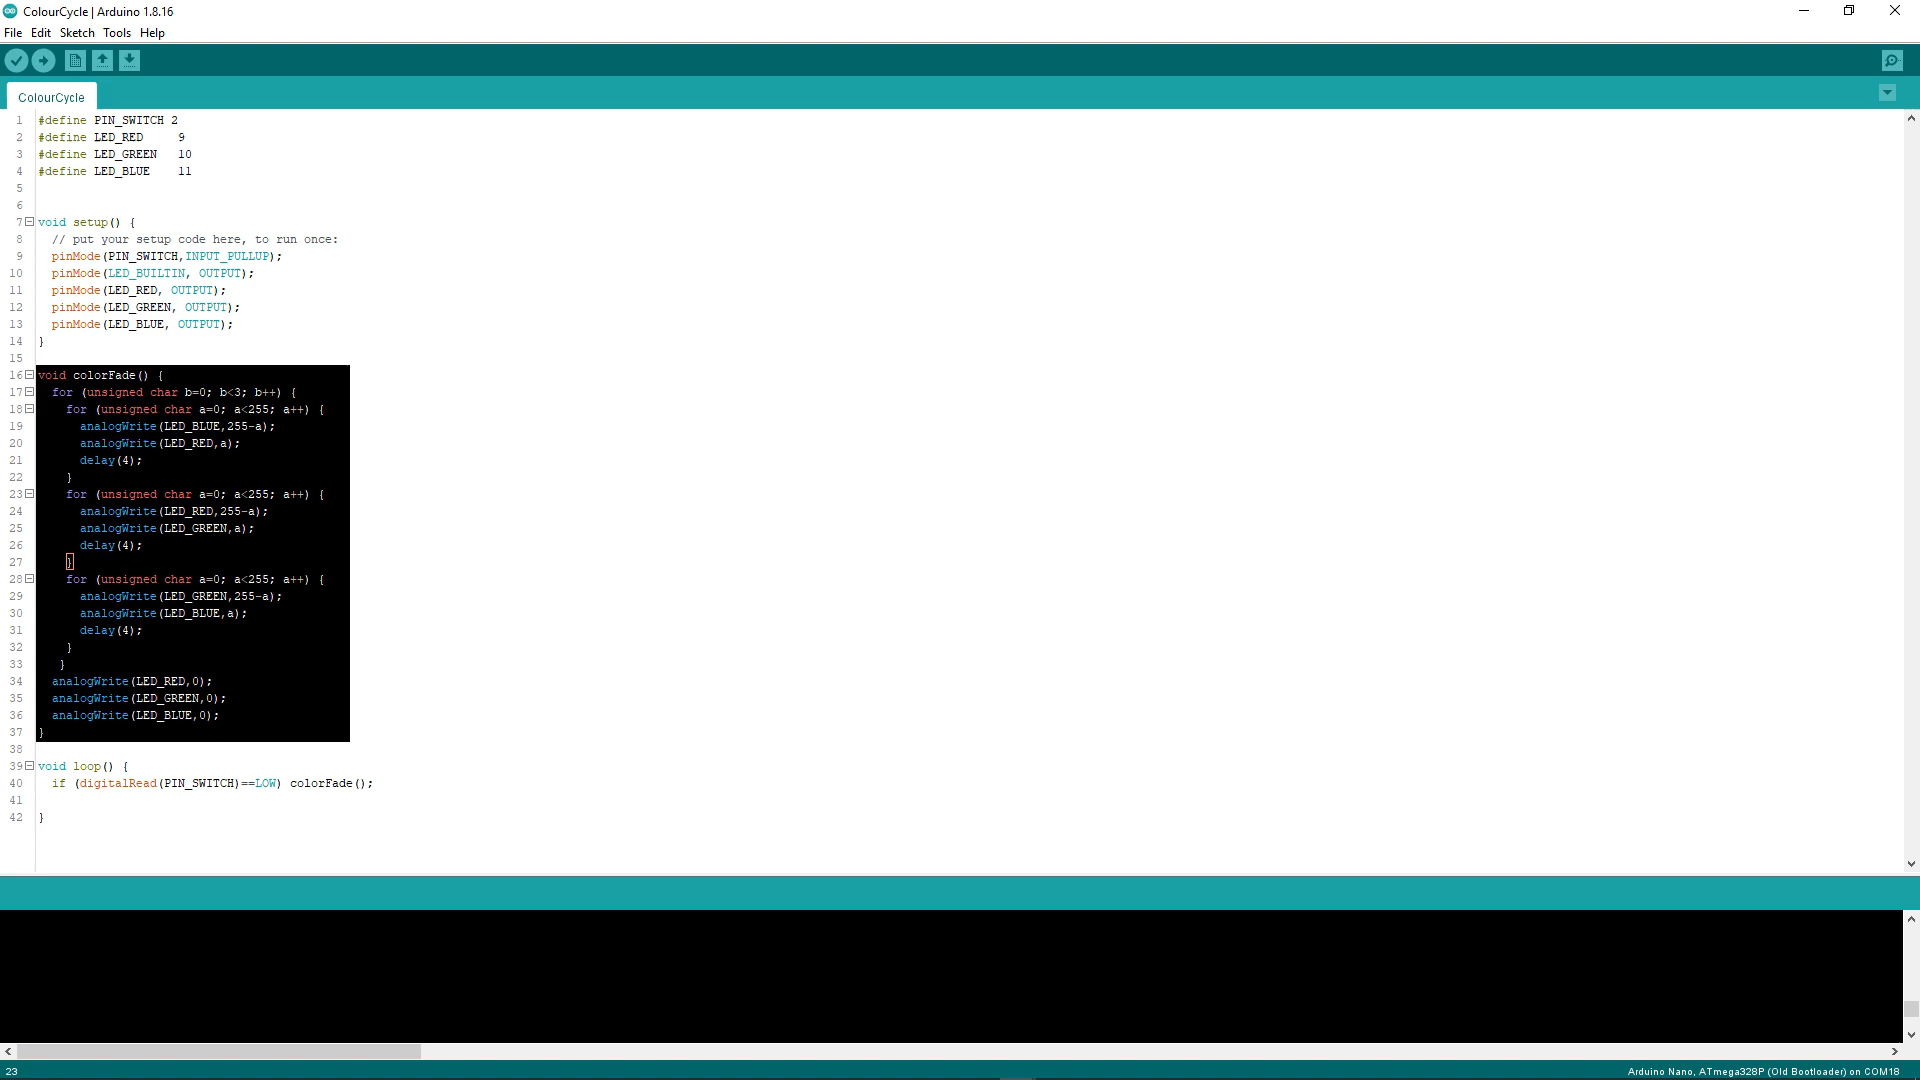 ColourCycle | Arduino 1.8.16
File Edit Sketch Tools Help
ColourCycle
1 #define PIN_SWITCH 2
2 #define LED_RED     9
3 #define LED_GREEN   10
4 #define LED_BLUE    11
5
6
7 void setup() {
8   // put your setup code here, to run once:
9   pinMode(PIN_SWITCH,INPUT_PULLUP);
10   pinMode(LED_BUILTIN, OUTPUT);
11   pinMode(LED_RED, OUTPUT);
12   pinMode(LED_GREEN, OUTPUT);
13   pinMode(LED_BLUE, OUTPUT);
14 }
15
16 void colorFade() {
17   for (unsigned char b=0; b<3; b++) {
18     for (unsigned char a=0; a<255; a++) {
19       analogWrite(LED_BLUE,255-a);
20       analogWrite(LED_RED,a);
21       delay(4);
22     }
23     for (unsigned char a=0; a<255; a++) {
24       analogWrite(LED_RED,255-a);
25       analogWrite(LED_GREEN,a);
26       delay(4);
27     }
28     for (unsigned char a=0; a<255; a++) {
29       analogWrite(LED_GREEN,255-a);
30       analogWrite(LED_BLUE,a);
31       delay(4);
32     }
33    }
34   analogWrite(LED_RED,0);
35   analogWrite(LED_GREEN,0);
36   analogWrite(LED_BLUE,0);
37 }
38
39 void loop() {
40   if (digitalRead(PIN_SWITCH)==LOW) colorFade();
41
42 }
23
Arduino Nano, ATmega328P (Old Bootloader) on COM18